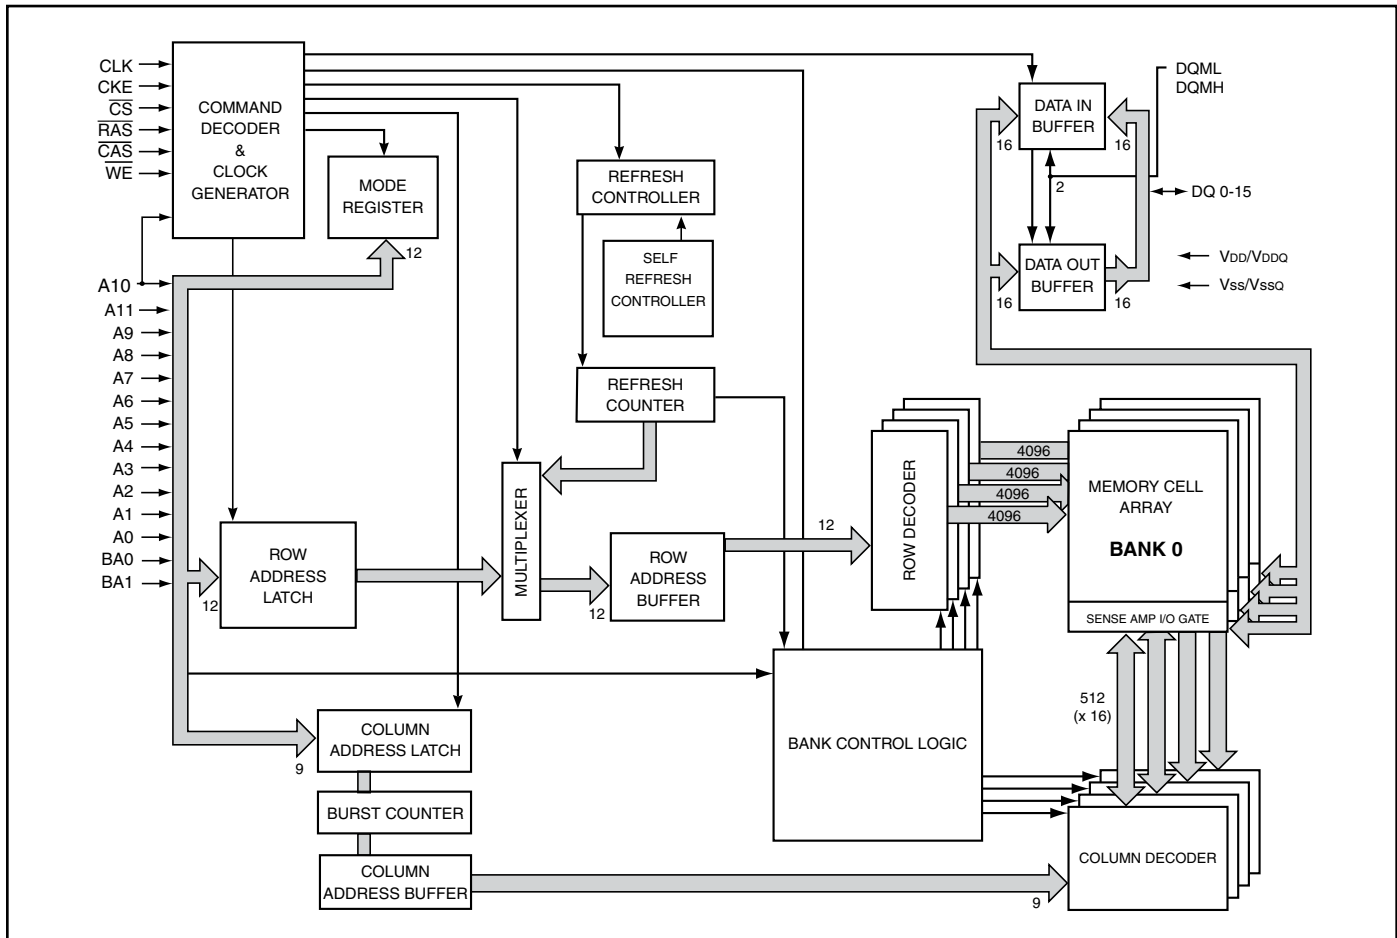 CLK
CKE
CS
RAS
CAS
WE
COMMAND
DECODER
&
CLOCK
GENERATOR
MODE
REGISTER
12
REFRESH
CONTROLLER
SELF
REFRESH
CONTROLLER
REFRESH
COUNTER
DATA IN
BUFFER
16
16
2
DATA OUT
BUFFER
16
16
DQML
DQMH
DQ 0-15
VDD/VDDQ
Vss/VssQ
A10
A11
A9
A8
A7
A6
A5
A4
A3
A2
A1
A0
BA0
BA1
12
ROW
ADDRESS
LATCH
MULTIPLEXER
12
ROW
ADDRESS
BUFFER
12
ROW DECODER
4096
4096
4096
4096
MEMORY CELL
ARRAY
BANK 0
SENSE AMP I/O GATE
512
(x 16)
BANK CONTROL LOGIC
9
COLUMN
ADDRESS LATCH
BURST COUNTER
COLUMN
ADDRESS BUFFER
9
COLUMN DECODER